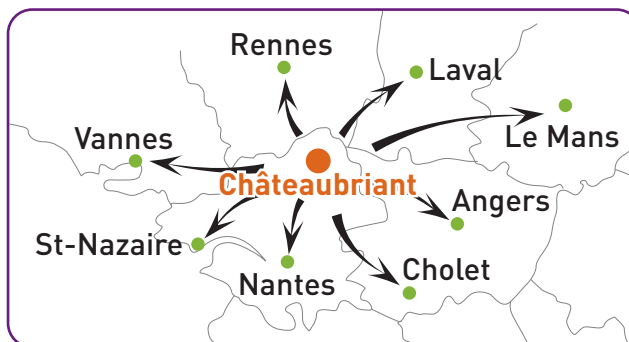 Rennes
Laval
Le Mans
Vannes
Châteaubriant
Angers
St-Nazaire
Cholet
Nantes